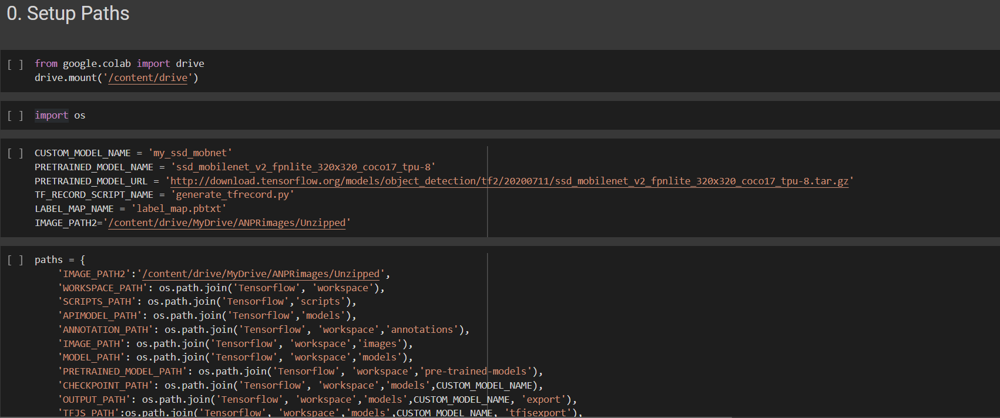 0. Setup Paths
[ ] from google.colab import drive
drive.mount('/content/drive')
[ ] import os
[ ] CUSTOM_MODEL_NAME = 'my_ssd_mobnet'
PRETRAINED_MODEL_NAME = 'ssd_mobilenet_v2_fpnlite_320x320_coco17_tpu-8'
PRETRAINED_MODEL_URL = 'http://download.tensorflow.org/models/object_detection/tf2/20200711/ssd_mobilenet_v2_fpnlite_320x320_coco17_tpu-8.tar.gz'
TF_RECORD_SCRIPT_NAME = 'generate_tfrecord.py'
LABEL_MAP_NAME = 'label_map.pbtxt'
IMAGE_PATH2='/content/drive/MyDrive/ANPRimages/Unzipped'
[ ] paths = {
'IMAGE_PATH2':'/content/drive/MyDrive/ANPRimages/Unzipped',
'WORKSPACE_PATH': os.path.join('Tensorflow', 'workspace'),
'SCRIPTS_PATH': os.path.join('Tensorflow','scripts'),
'APIMODEL_PATH': os.path.join('Tensorflow','models'),
'ANNOTATION_PATH': os.path.join('Tensorflow', 'workspace','annotations'),
'IMAGE_PATH': os.path.join('Tensorflow', 'workspace','images'),
'MODEL_PATH': os.path.join('Tensorflow', 'workspace','models'),
'PRETRAINED_MODEL_PATH': os.path.join('Tensorflow', 'workspace','pre-trained-models'),
'CHECKPOINT_PATH': os.path.join('Tensorflow', 'workspace','models',CUSTOM_MODEL_NAME),
'OUTPUT_PATH': os.path.join('Tensorflow', 'workspace','models',CUSTOM_MODEL_NAME, 'export'),
'TFJS_PATH':os.path.join('Tensorflow', 'workspace','models',CUSTOM_MODEL_NAME, 'tfjsexport'),